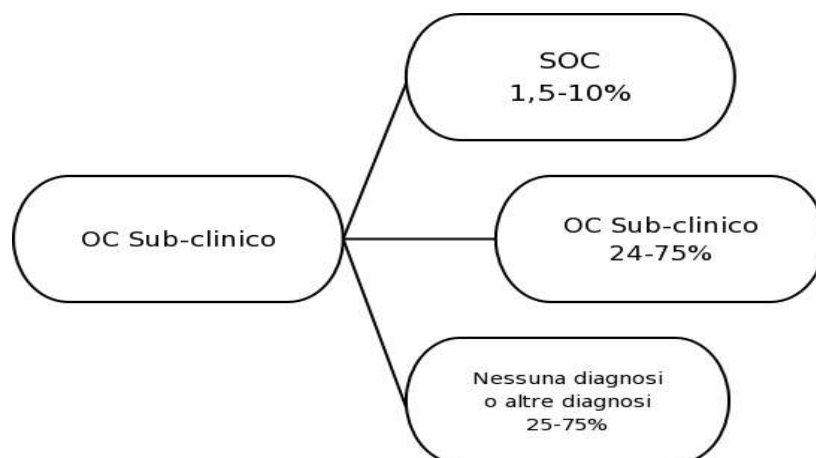 SOC
1,5-10%
OC Sub-clinico
OC Sub-clinico
24-75%
Nessuna diagnosi
o altre diagnosi
25-75%